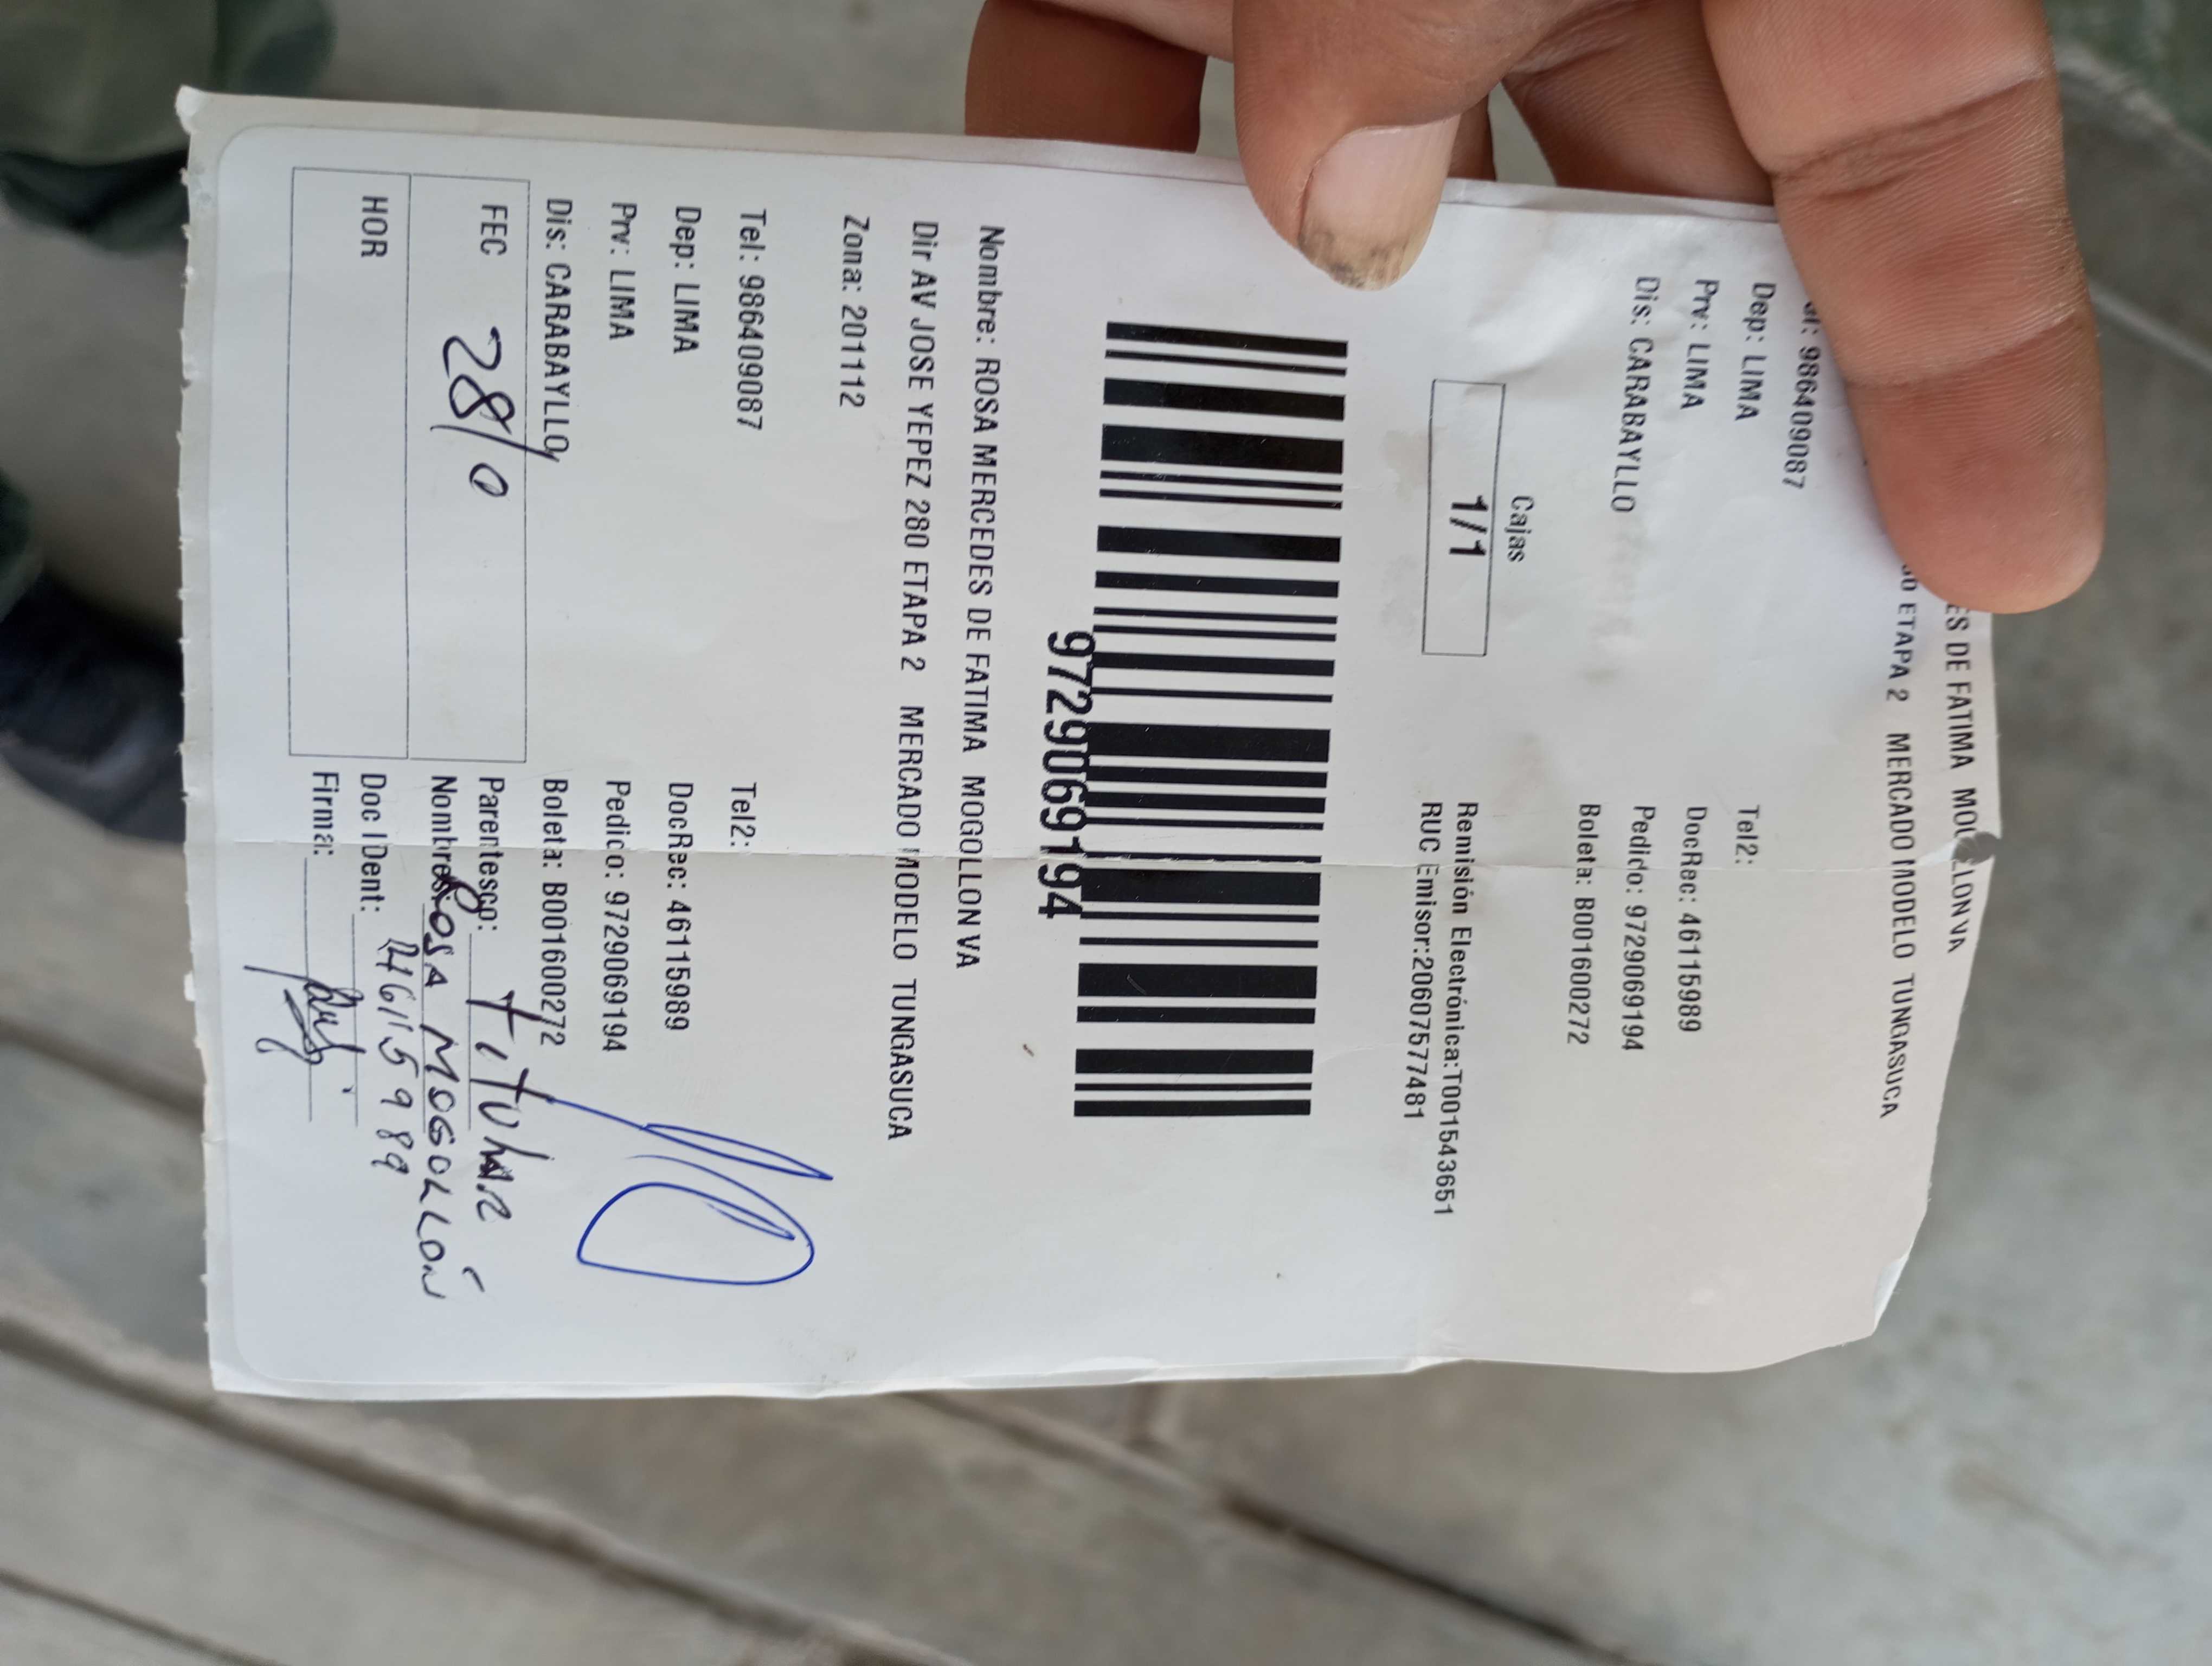 ES DE FATIMA MOGOLLON VA
0 ETAPA 2 MERCADO MODELO TUNGASUCA
el: 986409087
Tel2:
Dep: LIMA
DocRec: 46115989
Prv: LIMA
Pedido: 9729069194
Dis: CARABAYLLO
Boleta: B001600272
Cajas
1/1
Remisión Electrónica:T001543651
RUC Emisor:20607577481
9729069194
Nombre: ROSA MERCEDES DE FATIMA MOGOLLON VA
Dir AV JOSE YEPEZ 280 ETAPA 2 MERCADO MODELO TUNGASUCA
Zona: 201112
Tel: 986409087
Tel2:
Dep: LIMA
DocRec: 46115989
Prv: LIMA
Pedido: 9729069194
Dis: CARABAYLLO
Boleta: B001600272
FEC 28/0
Parentesco: Titular
Nombres: ROSA MOGOLLÓN
HOR
Doc IDent: 46115989
Firma: